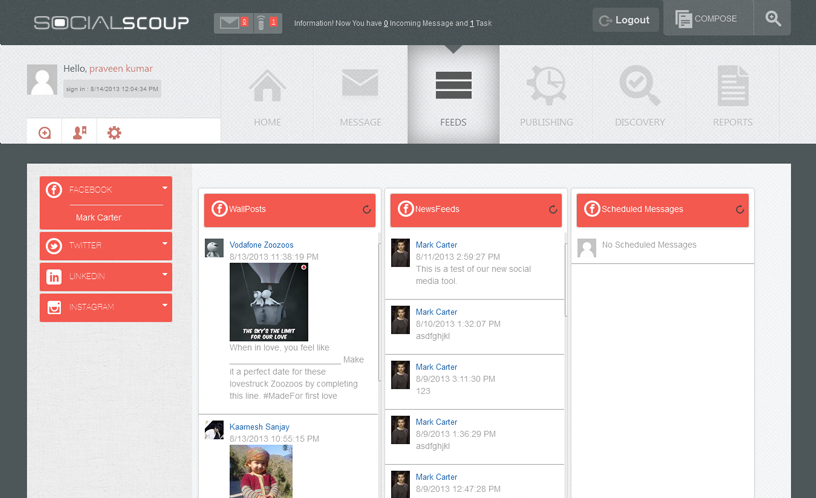 SOCIALSCOUP
0
1
Information! Now You have 0 Incoming Message and 1 Task
Logout
COMPOSE
Hello, praveen kumar
sign in : 8/14/2013 12:04:34 PM
HOME
MESSAGE
FEEDS
PUBLISHING
DISCOVERY
REPORTS
FACEBOOK
Mark Carter
TWITTER
LINKEDIN
INSTAGRAM
WallPosts
Vodafone Zoozoos
8/13/2013 11:38:19 PM
THE SKY'S THE LIMIT
FOR OUR LOVE
When in love, you feel like
________________________ Make
it a perfect date for these
lovestruck Zoozoos by completing
this line. #MadeFor first love
Kaarnesh Sanjay
8/13/2013 10:55:15 PM
NewsFeeds
Mark Carter
8/11/2013 2:59:27 PM
This is a test of our new social
media tool.
Mark Carter
8/10/2013 1:32:07 PM
asdfghjkl
Mark Carter
8/9/2013 3:11:30 PM
123
Mark Carter
8/9/2013 1:36:29 PM
asdfghjkl
Mark Carter
8/9/2013 12:47:28 PM
Scheduled Messages
No Scheduled Messages